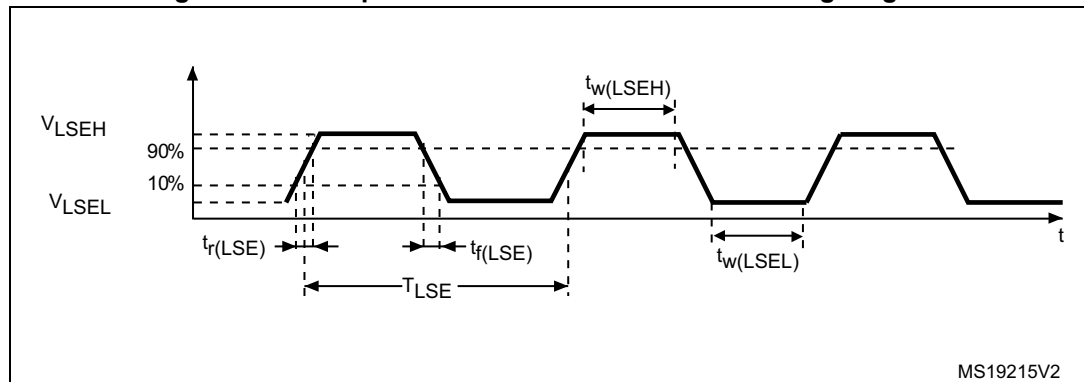 tw(LSEH)
VLSEH
90%
10%
VLSEL
t
tr(LSE)
tf(LSE)
tw(LSEL)
TLSE
MS19215V2